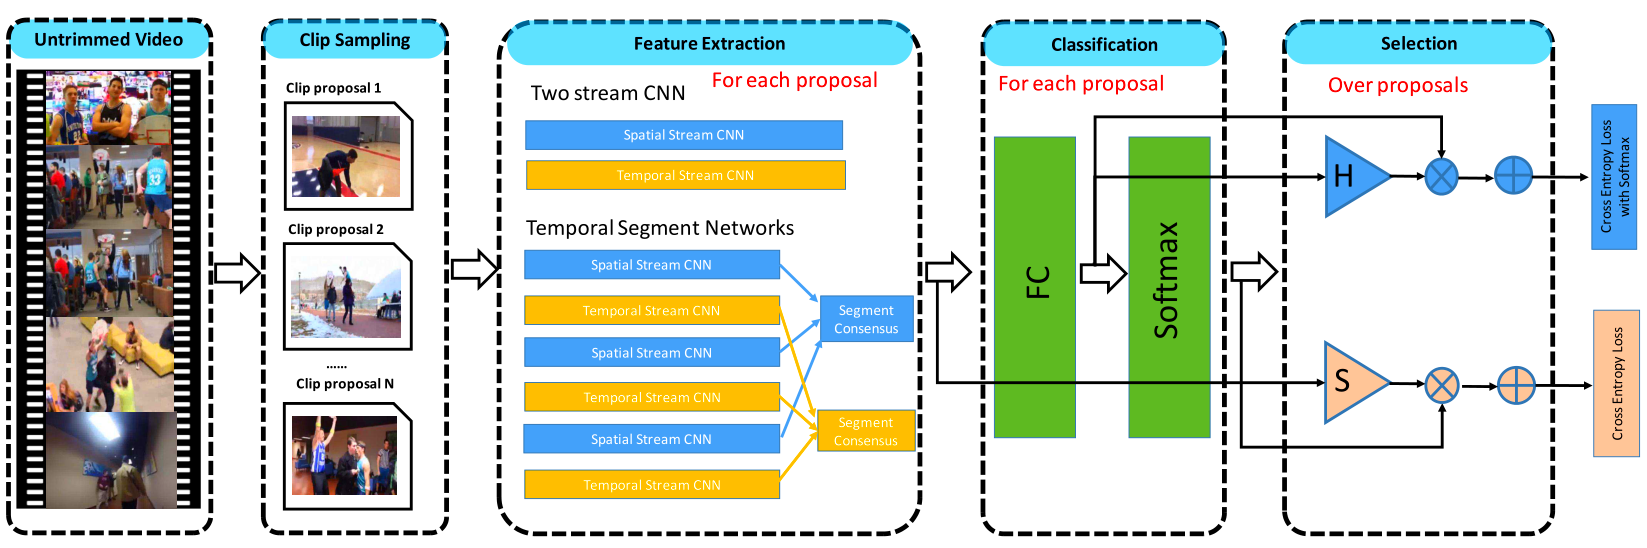 Untrimmed Video
Clip Sampling
Clip proposal 1
Clip proposal 2
......
Clip proposal N
Feature Extraction
For each proposal
Two stream CNN
Spatial Stream CNN
Temporal Stream CNN
Temporal Segment Networks
Spatial Stream CNN
Temporal Stream CNN
Spatial Stream CNN
Temporal Stream CNN
Spatial Stream CNN
Temporal Stream CNN
Segment
Consensus
Segment
Consensus
Classification
For each proposal
FC
Softmax
Selection
Over proposals
H
S
Cross Entropy Loss
with Softmax
Cross Entropy Loss